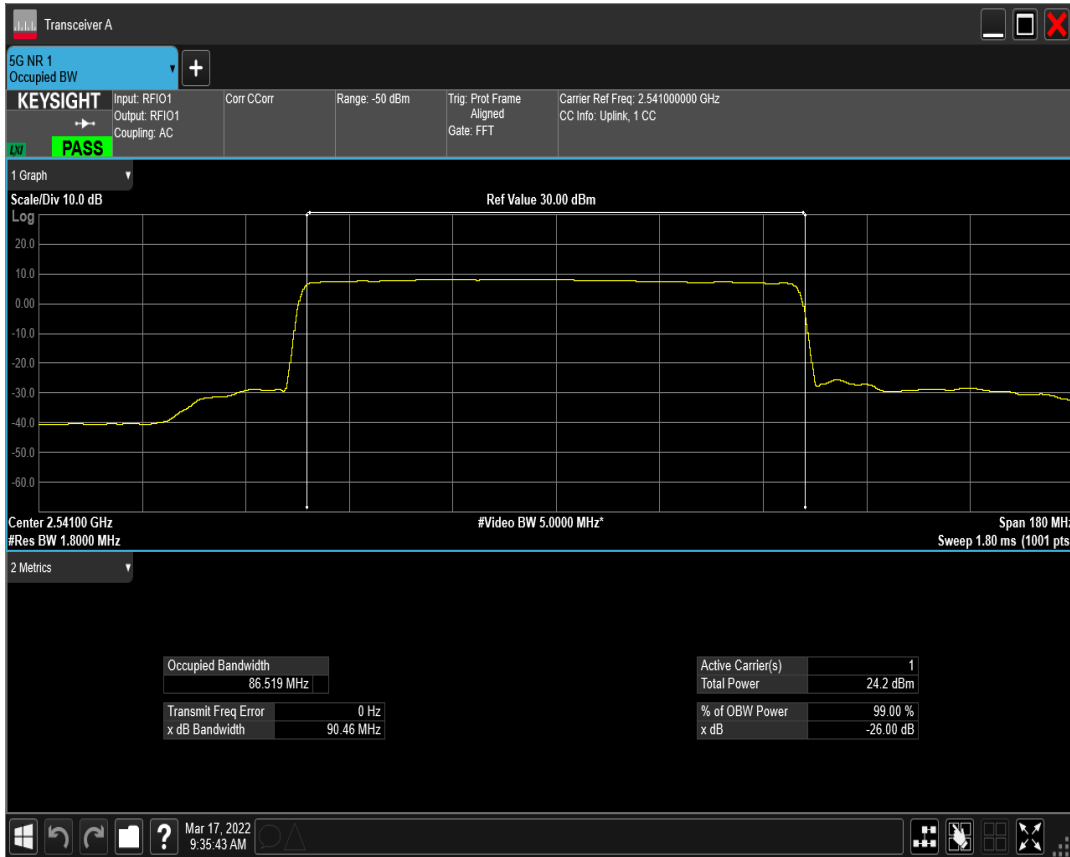 Transceiver A
5G NR 1
Occupied BW
KEYSIGHT
LXI
PASS
Input: RFIO1
Output: RFIO1
Coupling: AC
Corr CCorr
Range: -50 dBm
Trig: Prot Frame
Aligned
Gate: FFT
Carrier Ref Freq: 2.541000000 GHz
CC Info: Uplink, 1 CC
1 Graph
Scale/Div 10.0 dB
Ref Value 30.00 dBm
Log
20.0
10.0
0.00
-10.0
-20.0
-30.0
-40.0
-50.0
-60.0
Center 2.54100 GHz
#Video BW 5.0000 MHz*
Span 180 MHz
#Res BW 1.8000 MHz
Sweep 1.80 ms (1001 pts
2 Metrics
Occupied Bandwidth
86.519 MHz
Transmit Freq Error 0 Hz
x dB Bandwidth 90.46 MHz
Active Carrier(s) 1
Total Power 24.2 dBm
% of OBW Power 99.00 %
x dB -26.00 dB
?
Mar 17, 2022
9:35:43 AM